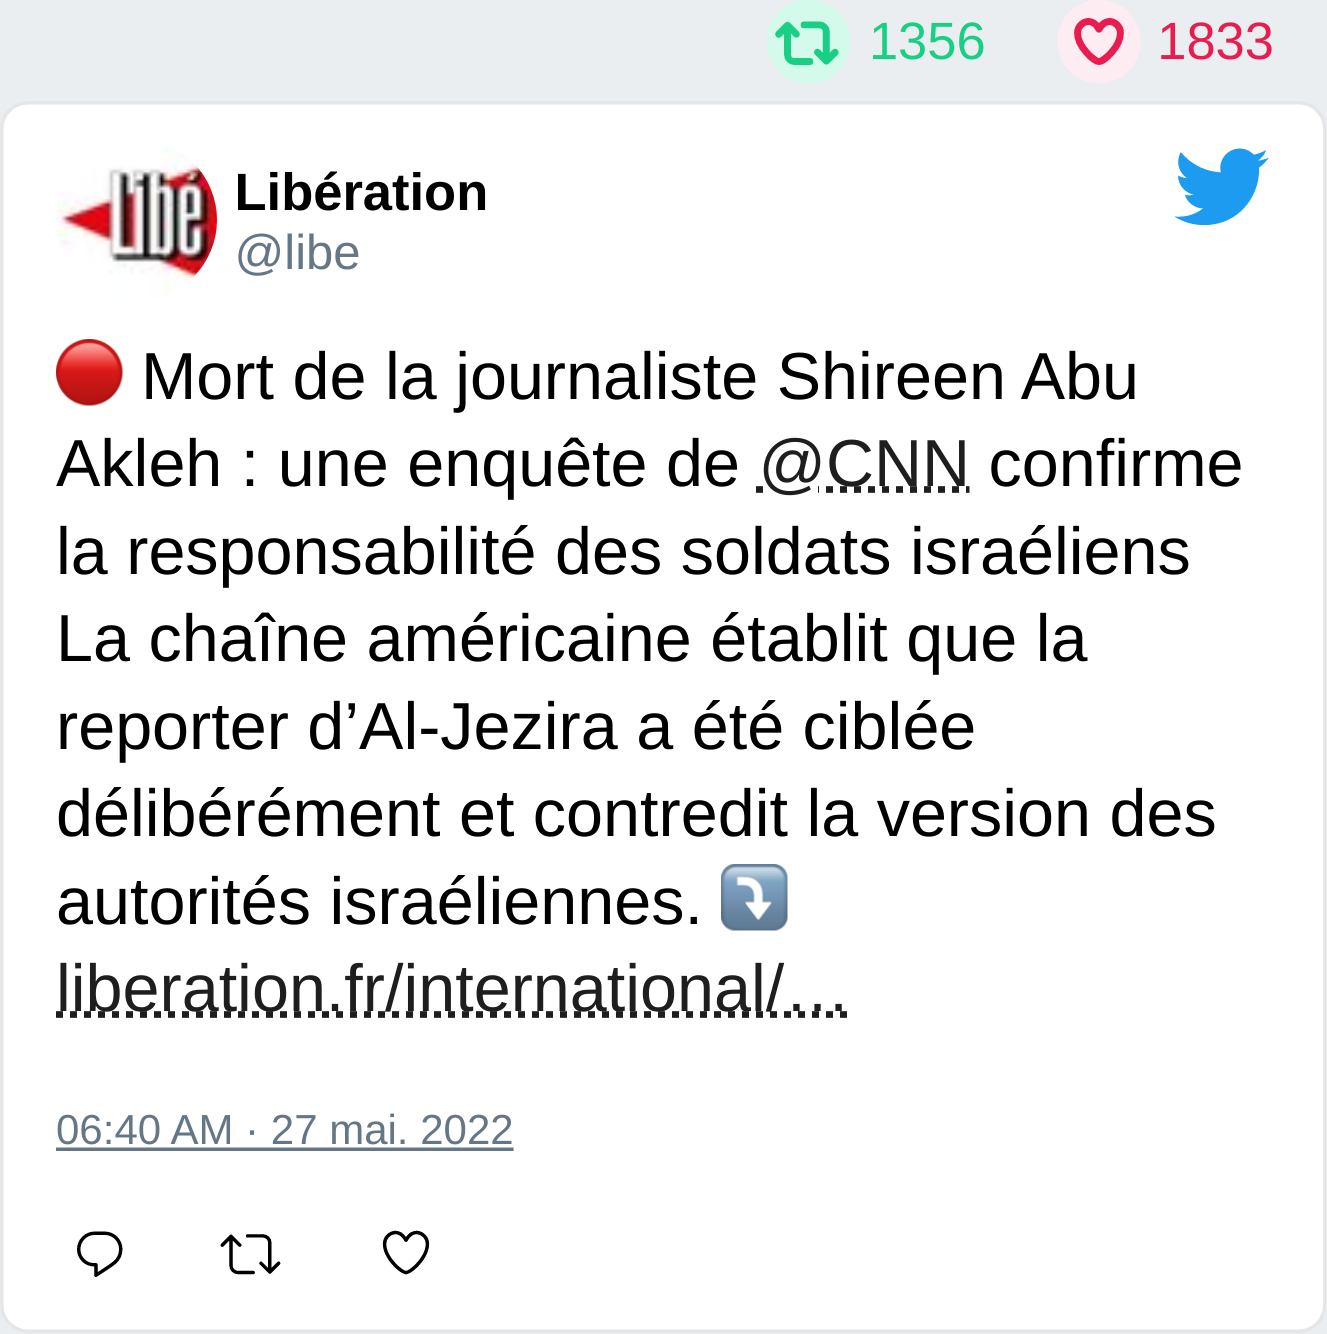 1356 1833
Libé
Libération
@libe
🔴 Mort de la journaliste Shireen Abu
Akleh : une enquête de @CNN confirme
la responsabilité des soldats israéliens
La chaîne américaine établit que la
reporter d’Al-Jezira a été ciblée
délibérément et contredit la version des
autorités israéliennes. ⤵️
liberation.fr/international/…
06:40 AM · 27 mai. 2022